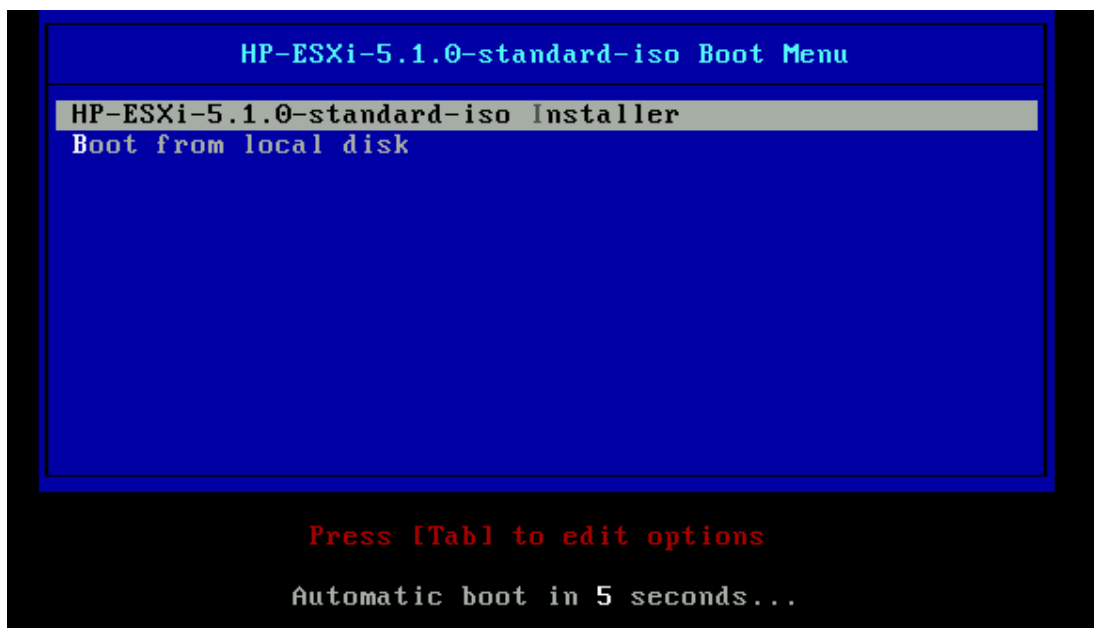 HP-ESXi-5.1.0-standard-iso Boot Menu
HP-ESXi-5.1.0-standard-iso Installer
Boot from local disk
Press [Tab] to edit options
Automatic boot in 5 seconds...